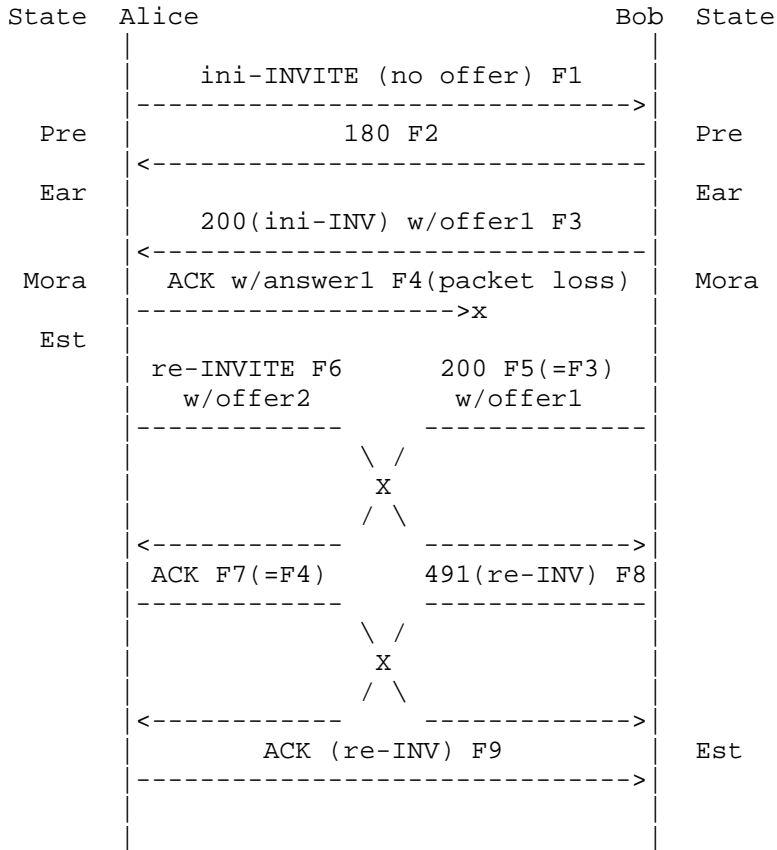 State Alice Bob State
ini-INVITE (no offer) F1
Pre 180 F2 Pre
Ear Ear
200(ini-INV) w/offer1 F3
Mora ACK w/answer1 F4(packet loss) Mora
x
Est
re-INVITE F6 200 F5(=F3)
w/offer2 w/offer1
X
ACK F7(=F4) 491(re-INV) F8
X
ACK (re-INV) F9 Est